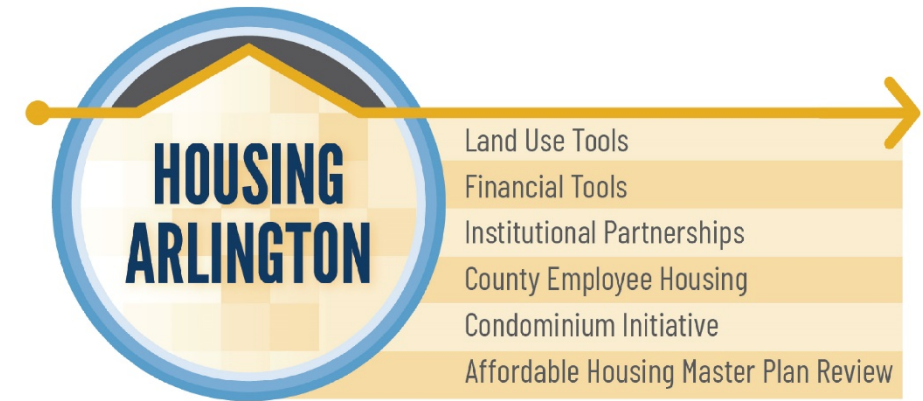 HOUSING
ARLINGTON
Land Use Tools
Financial Tools
Institutional Partnerships
County Employee Housing
Condominium Initiative
Affordable Housing Master Plan Review